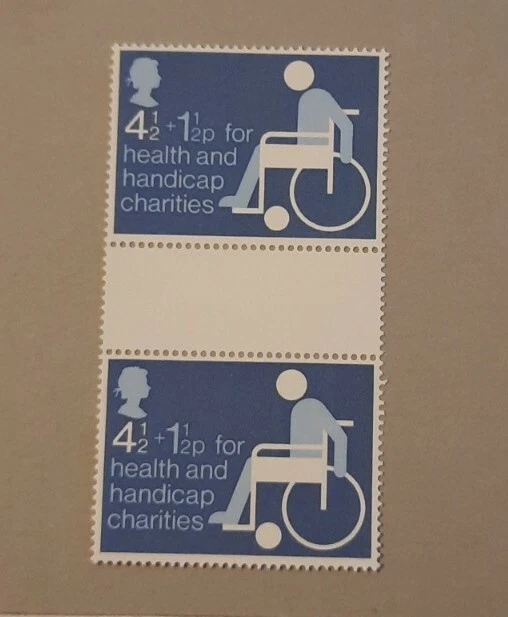 4½+1½p for
health and
handicap
charities
4½+1½p for
health and
handicap
charities